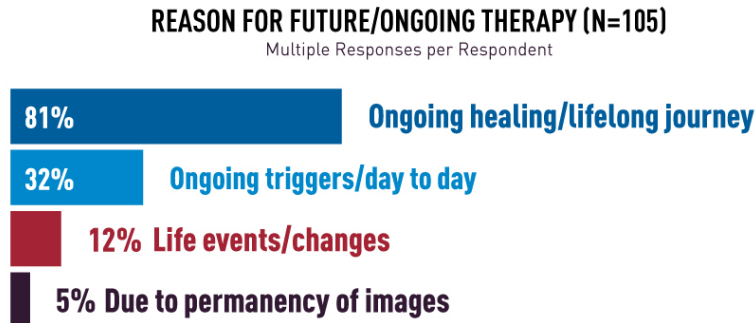 REASON FOR FUTURE/ONGOING THERAPY (N=105)
Multiple Responses per Respondent
81% Ongoing healing/lifelong journey
32% Ongoing triggers/day to day
12% Life events/changes
5% Due to permanency of images